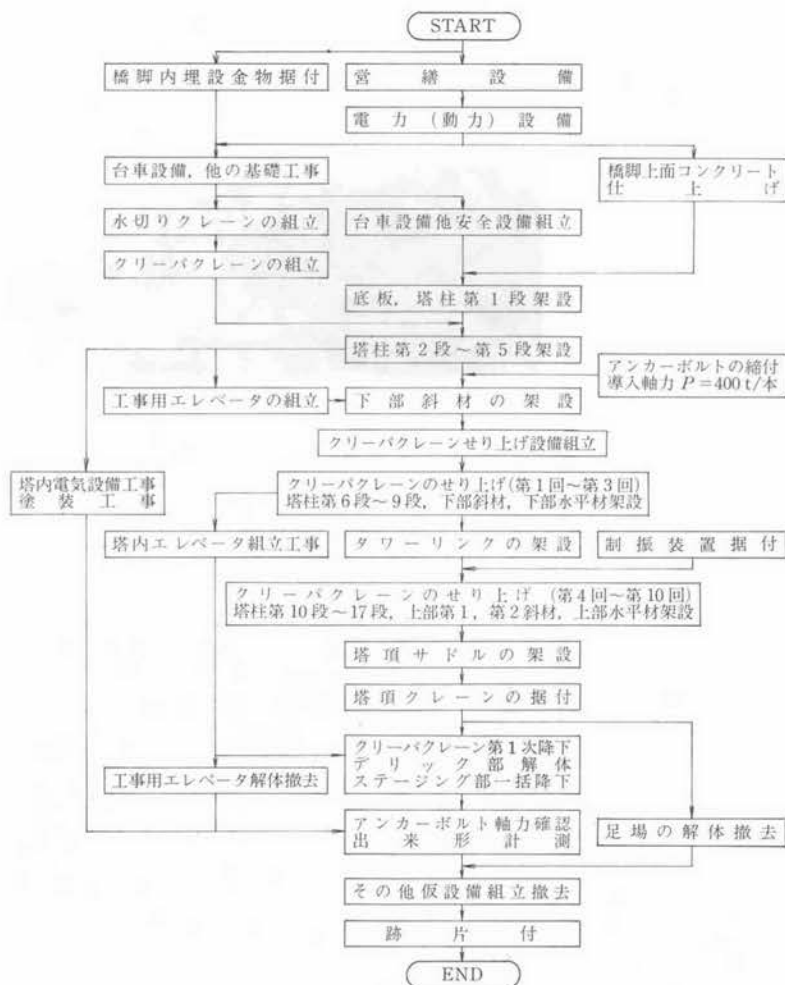 START
橋脚内埋設金物据付
営繕設備
電力(動力)設備
台車設備,他の基礎工事
橋脚上面コンクリート
仕上げ
水切りクレーンの組立
台車設備他安全設備組立
クリーパクレーンの組立
底板,塔柱第1段架設
塔柱第2段~第5段架設
アンカーボルトの締付
導入軸力 P=400t/本
工事用エレベータの組立
下部斜材の架設
クリーパクレーンせり上げ設備組立
塔内電気設備工事
塗装工事
クリーパクレーンのせり上げ(第1回~第3回)
塔柱第6段~9段,下部斜材,下部水平材架設
塔内エレベータ組立工事
タワーリンクの架設
制振装置据付
クリーパクレーンのせり上げ (第4回~第10回)
塔柱第10段~17段,上部第1,第2斜材,上部水平材架設
塔頂サドルの架設
塔頂クレーンの据付
クリーパクレーン第1次降下
デリック部解体
ステージング部一括降下
工事用エレベータ解体撤去
アンカーボルト軸力確認
出来形計測
足場の解体撤去
その他仮設備組立撤去
跡片付
END